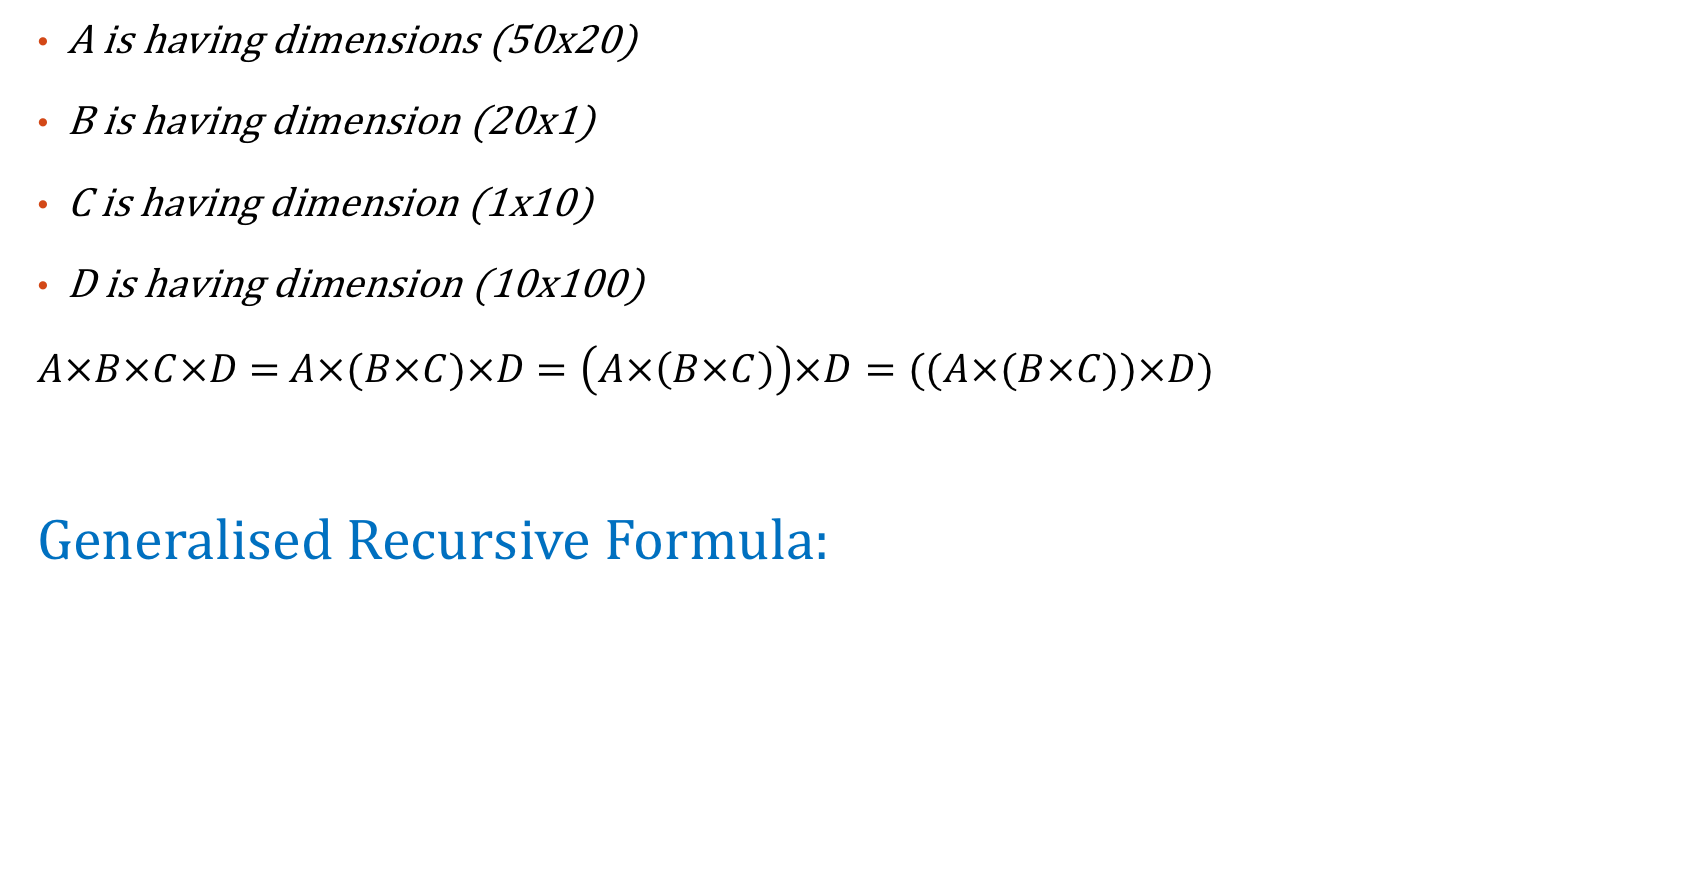 • A is having dimensions (50x20)
• B is having dimension (20x1)
• C is having dimension (1x10)
• D is having dimension (10x100)
A×B×C×D = A×(B×C)×D = (A×(B×C))×D = ((A×(B×C))×D)
Generalised Recursive Formula: